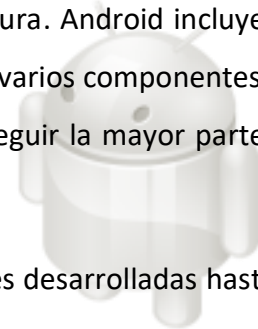 ura. Android incluye
varios componentes
eguir la mayor parte
es desarrolladas hast